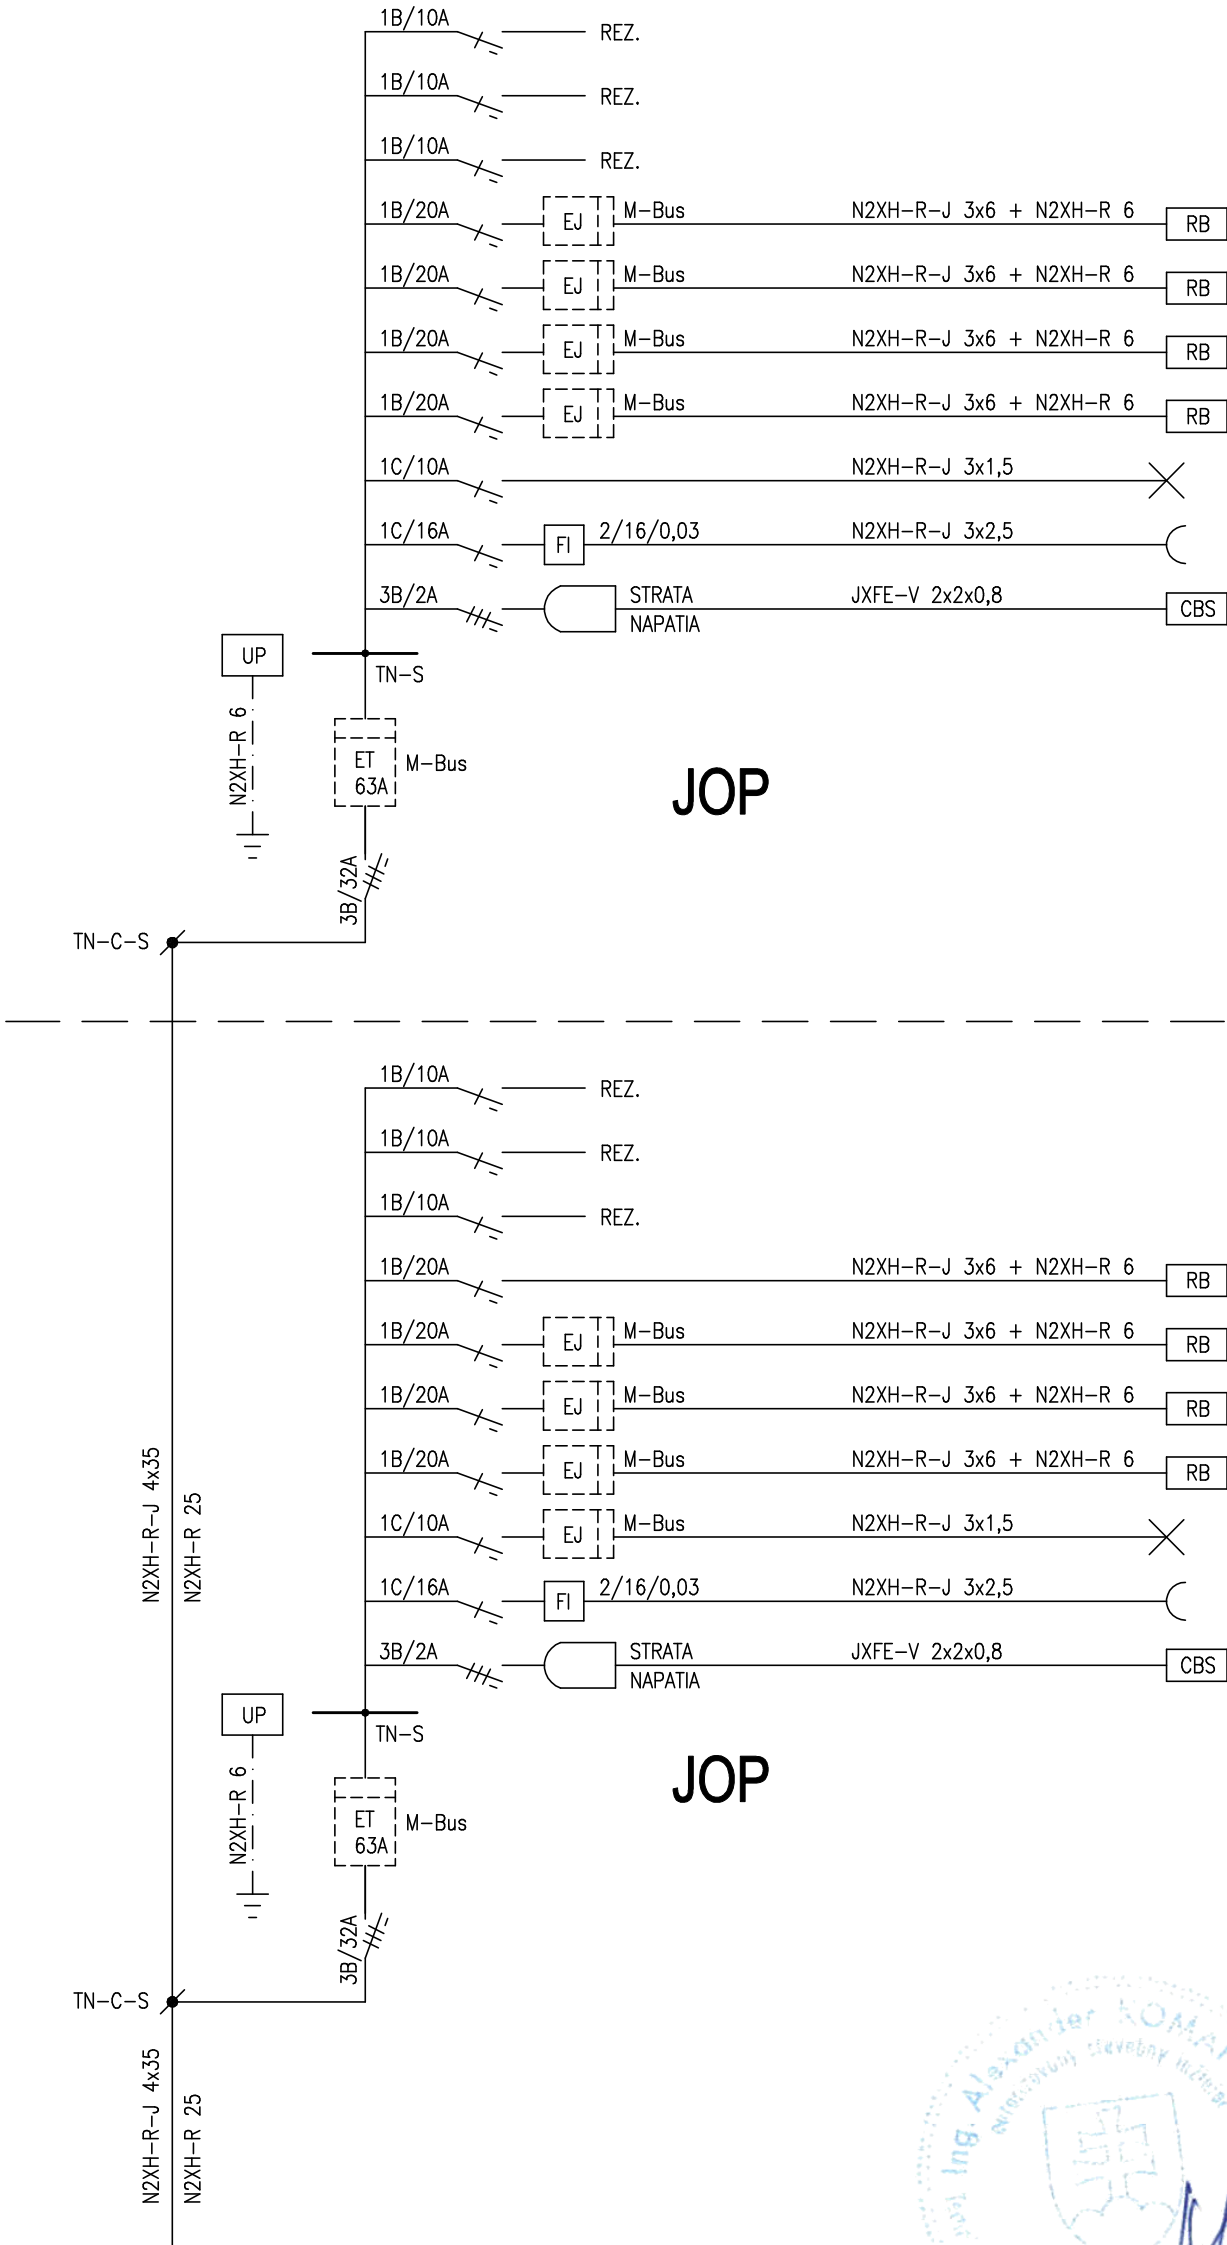 1B/10A REZ.
1B/10A REZ.
1B/10A REZ.
1B/20A EJ M-Bus N2XH-R-J 3x6 + N2XH-R 6 RB
1B/20A EJ M-Bus N2XH-R-J 3x6 + N2XH-R 6 RB
1B/20A EJ M-Bus N2XH-R-J 3x6 + N2XH-R 6 RB
1B/20A EJ M-Bus N2XH-R-J 3x6 + N2XH-R 6 RB
1C/10A N2XH-R-J 3x1,5
1C/16A FI 2/16/0,03 N2XH-R-J 3x2,5
3B/2A STRATA JXFE-V 2x2x0,8 CBS
NAPATIA
UP
TN-S
N2XH-R 6
ET
63A
M-Bus
JOP
3B/32A
TN-C-S
1B/10A REZ.
1B/10A REZ.
1B/10A REZ.
1B/20A N2XH-R-J 3x6 + N2XH-R 6 RB
1B/20A EJ M-Bus N2XH-R-J 3x6 + N2XH-R 6 RB
1B/20A EJ M-Bus N2XH-R-J 3x6 + N2XH-R 6 RB
1B/20A EJ M-Bus N2XH-R-J 3x6 + N2XH-R 6 RB
1C/10A EJ M-Bus N2XH-R-J 3x1,5
1C/16A FI 2/16/0,03 N2XH-R-J 3x2,5
3B/2A STRATA JXFE-V 2x2x0,8 CBS
NAPATIA
N2XH-R-J 4x35
N2XH-R 25
UP
TN-S
N2XH-R 6
ET
63A
M-Bus
JOP
3B/32A
TN-C-S
N2XH-R-J 4x35
N2XH-R 25
Ing. Alexander
stavebný